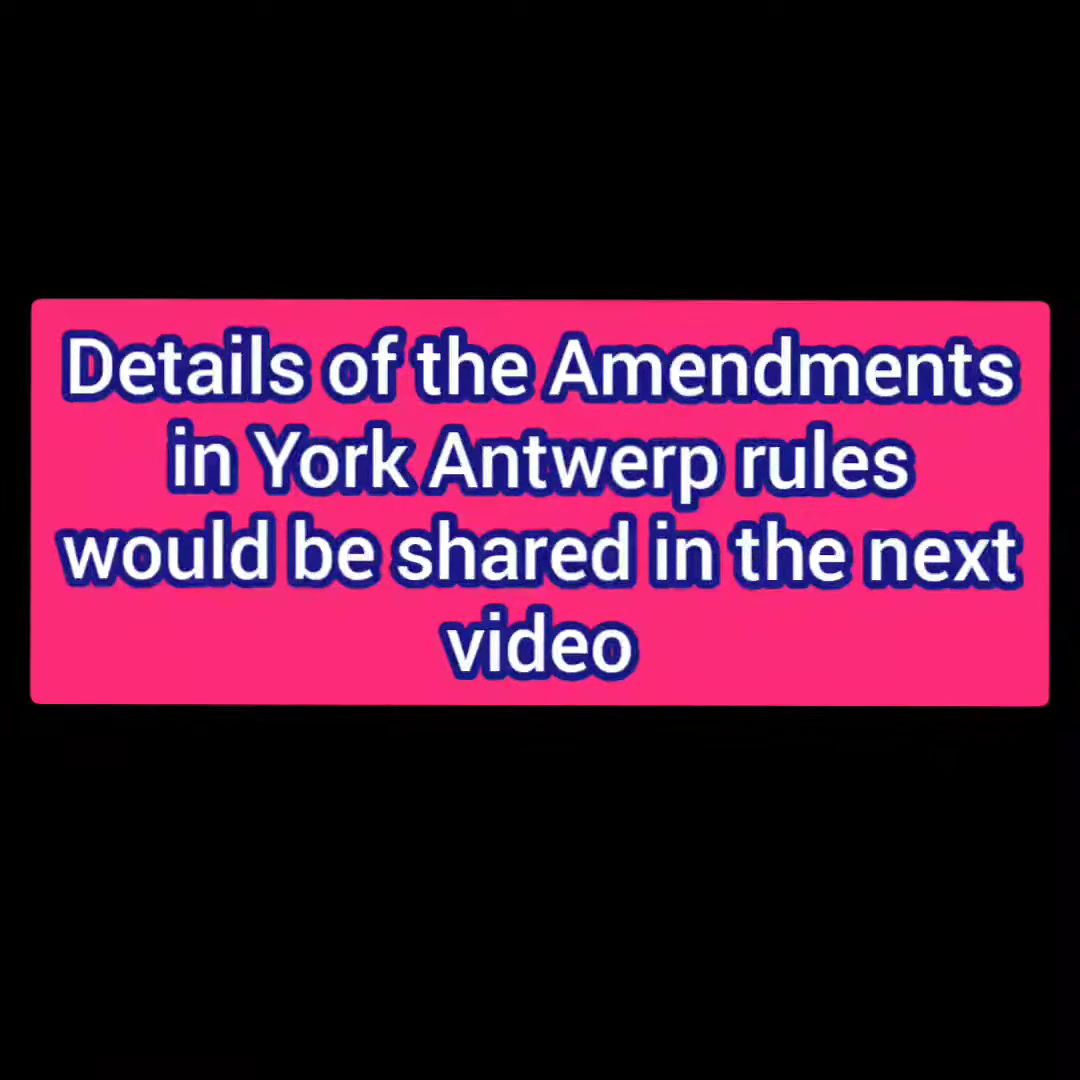 Details of the Amendments
in York Antwerp rules
would be shared in the next
video